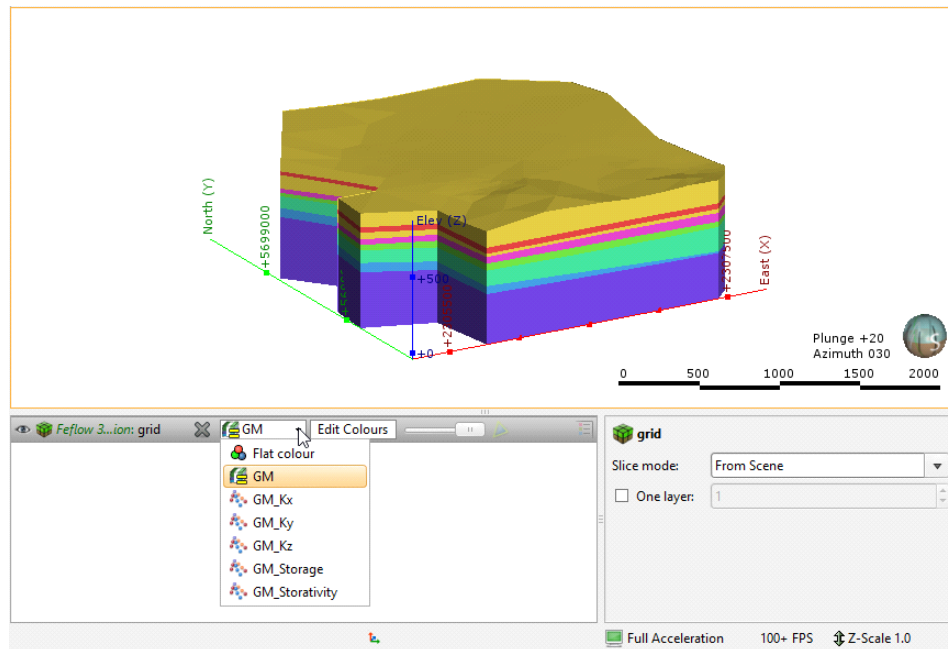 North (Y)
+5699000
Elev (Z)
+500
+0
East (X)
+2307500
Plunge +20
Azimuth 030
0 500 1000 1500 2000
Feflow 3...ion: grid
GM
Edit Colours
Flat colour
GM
GM_Kx
GM_Ky
GM_Kz
GM_Storage
GM_Storativity
grid
Slice mode: From Scene
One layer: 1
Full Acceleration 100+ FPS Z-Scale 1.0